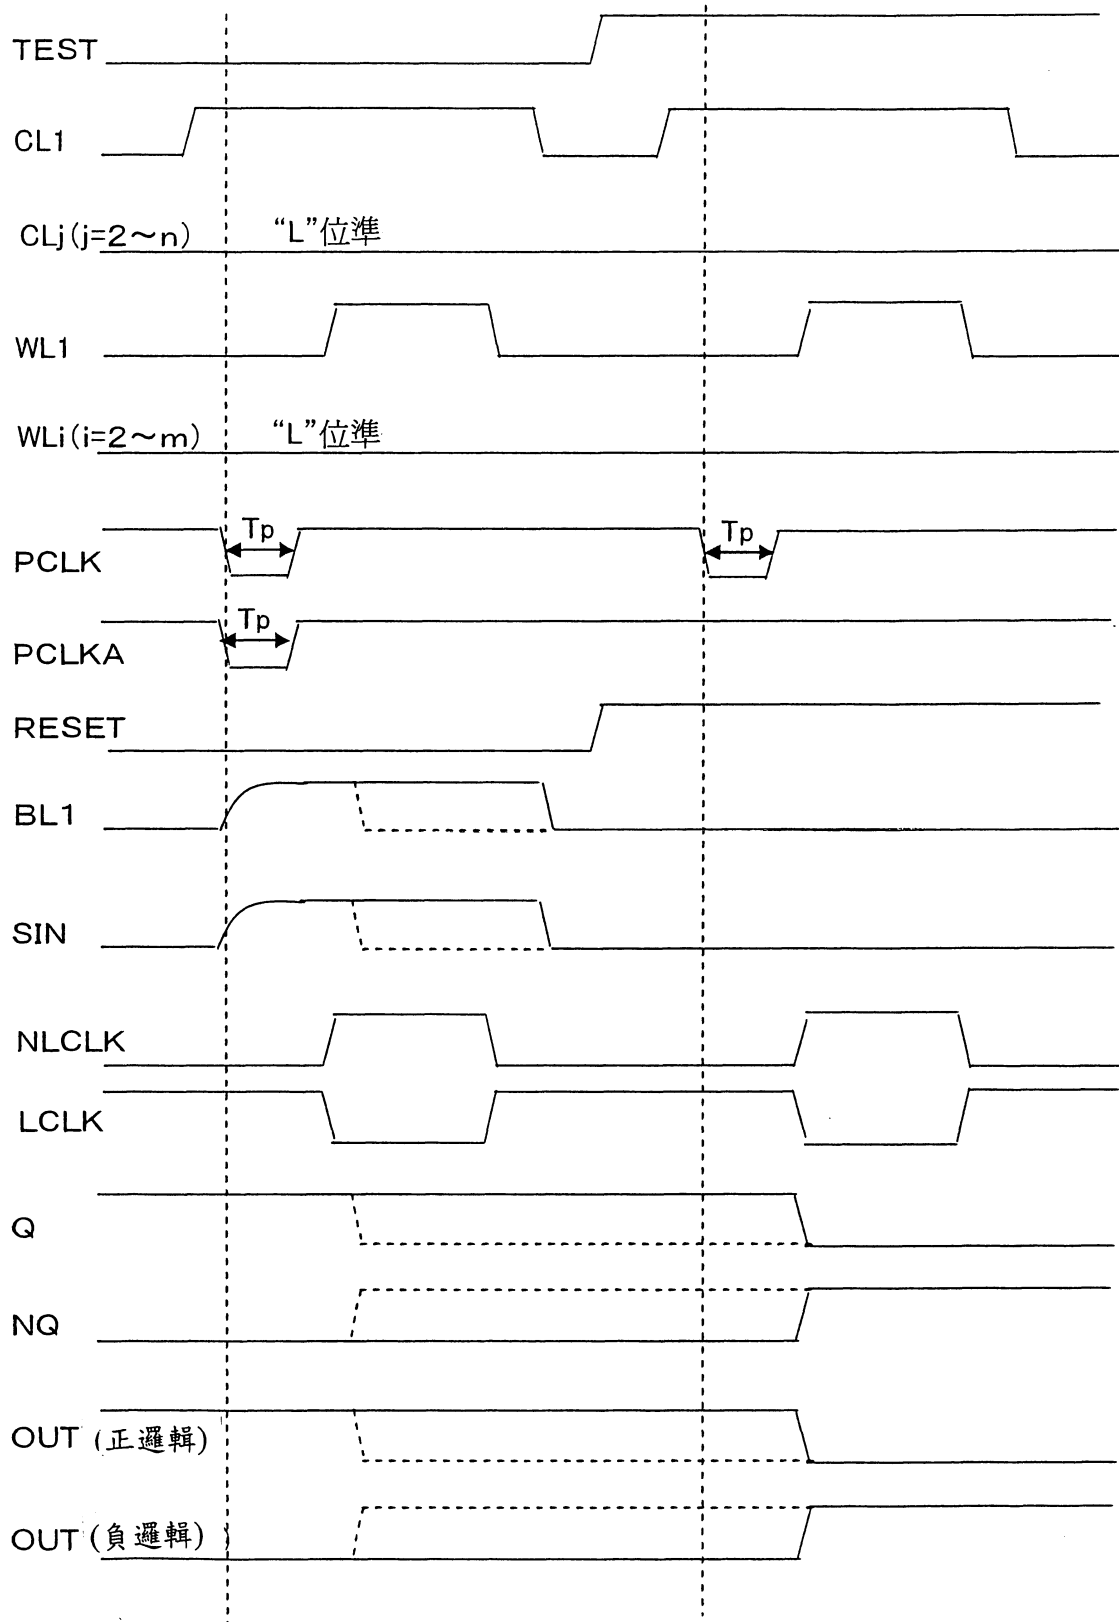 TEST
CL1
CLj(j=2～n) “L”位準
WL1
WLi(i=2～m) “L”位準
Tp Tp
PCLK
Tp
PCLKA
RESET
BL1
SIN
NLCLK
LCLK
Q
NQ
OUT (正邏輯)
OUT (負邏輯)